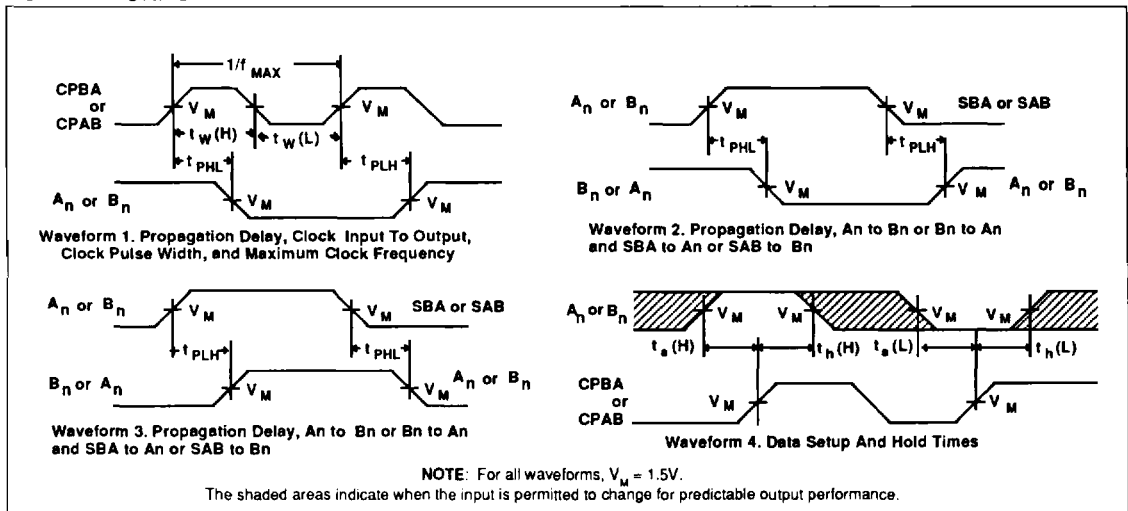 1/f MAX
CPBA
or
CPAB
V M
V M
t W (H)
t W (L)
t PHL
t PLH
A n or B n
V M
V M
Waveform 1. Propagation Delay, Clock Input To Output,
Clock Pulse Width, and Maximum Clock Frequency
A n or B n
V M
V M
SBA or SAB
t PHL
t PLH
B n or A n
V M
V M
A n or B n
Waveform 2. Propagation Delay, An to Bn or Bn to An
and SBA to An or SAB to Bn
A n or B n
V M
V M
SBA or SAB
t PLH
t PHL
B n or A n
V M
V M
A n or B n
Waveform 3. Propagation Delay, An to Bn or Bn to An
and SBA to An or SAB to Bn
A n or B n
V M
V M
V M
V M
t s (H)
t h (H)
t s (L)
t h (L)
CPBA
or
CPAB
V M
V M
Waveform 4. Data Setup And Hold Times
NOTE: For all waveforms, V M = 1.5V.
The shaded areas indicate when the input is permitted to change for predictable output performance.